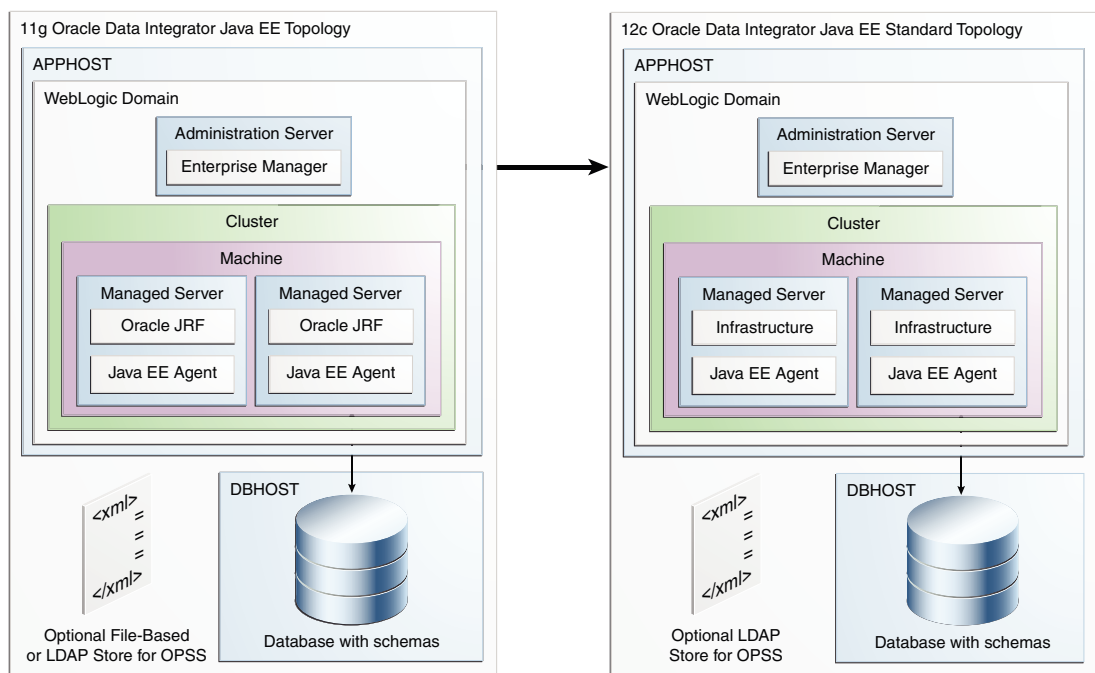 11g Oracle Data Integrator Java EE Topology
APPHOST
WebLogic Domain
Administration Server
Enterprise Manager
Cluster
Machine
Managed Server
Oracle JRF
Java EE Agent
Managed Server
Oracle JRF
Java EE Agent
<xml>
=
=
=
=
</xml>
Optional File-Based
or LDAP Store for OPSS
DBHOST
Database with schemas
12c Oracle Data Integrator Java EE Standard Topology
APPHOST
WebLogic Domain
Administration Server
Enterprise Manager
Cluster
Machine
Managed Server
Infrastructure
Java EE Agent
Managed Server
Infrastructure
Java EE Agent
<xml>
=
=
=
=
</xml>
Optional LDAP
Store for OPSS
DBHOST
Database with schemas